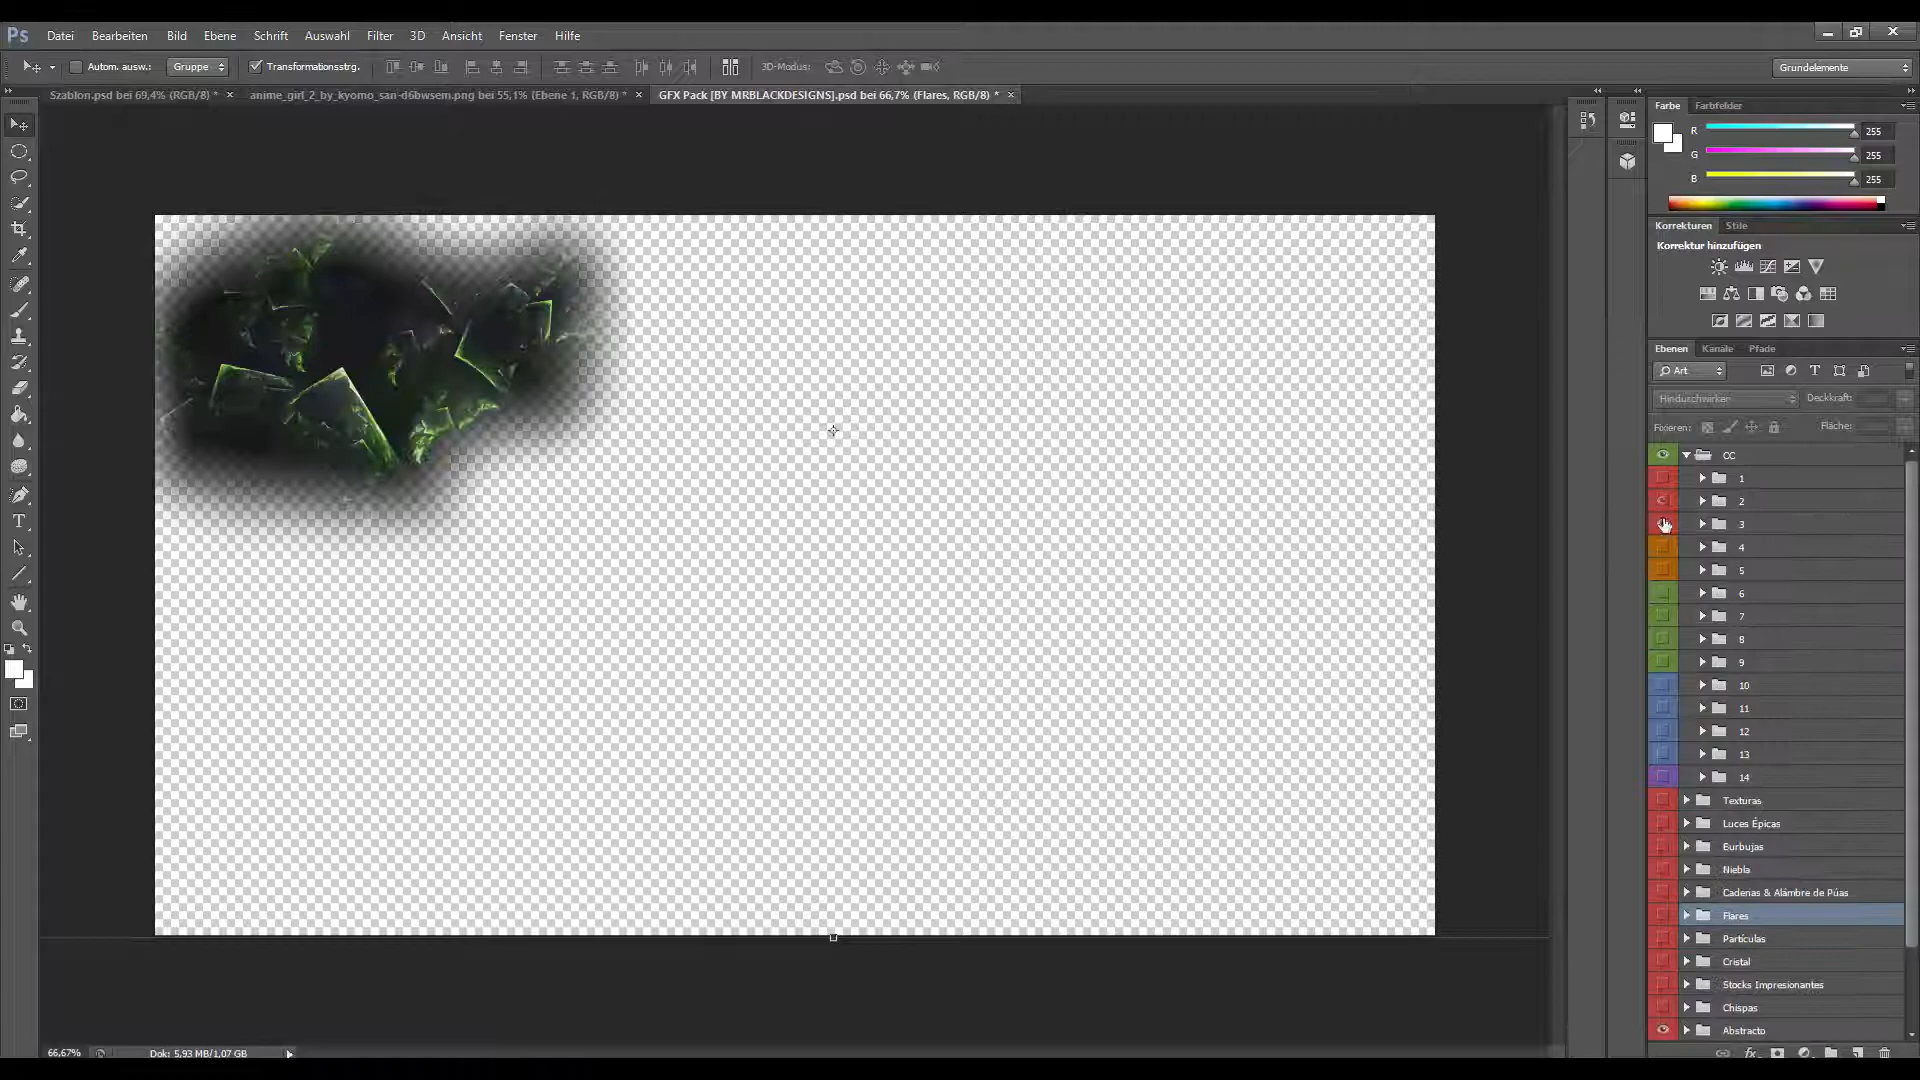 Ps Datei Bearbeiten Bild Ebene Schrift Auswahl Filter 3D Ansicht Fenster Hilfe
Autom. ausw.: Gruppe Transformationsstrg. 3D-Modus: Grundelemente
Szablon.psd bei 69,4% (RGB/8) * × anime_girl_2_by_kyomo_san-d6bwsem.png bei 55,1% (Ebene 1, RGB/8) * × GFX Pack [BY MRBLACKDESIGNS].psd bei 66,7% (Flares, RGB/8) * ×
Farbe Farbfelder
R 255
G 255
B 255
Korrekturen Stile
Korrektur hinzufügen
Ebenen Kanäle Pfade
Art
Hindurchwirken Deckkraft:
Fixieren: Fläche:
CC
1
2
3
4
5
6
7
8
9
10
11
12
13
14
Texturas
Luces Épicas
Burbujas
Niebla
Cadenas & Alámbre de Púas
Flares
Partículas
Cristal
Stocks Impresionantes
Chispas
Abstracto
66,67% Dok: 5,93 MB/1,07 GB
fx